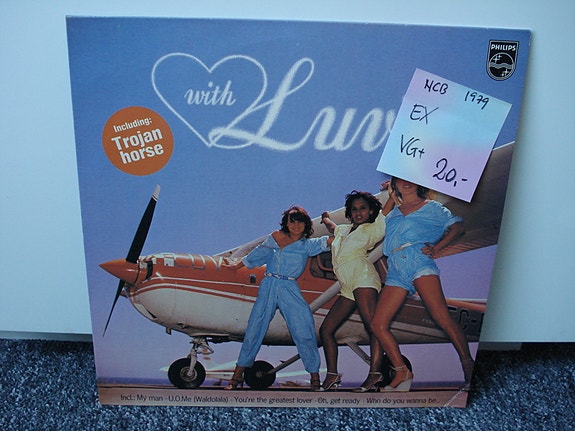 PHILIPS
with Luv
Including:
Trojan
horse
NCB 1979
EX
VG+
20,-
Incl.: My man - U.O.Me (Waldolala) - You're the greatest lover - Oh, get ready - Who do you wanna be..